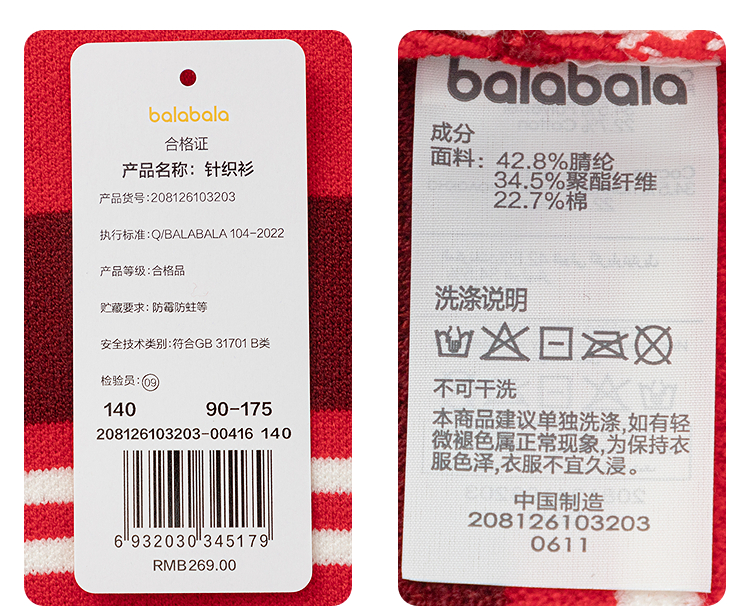 balabala
合格证
产品名称：针织衫
产品货号:208126103203
执行标准:Q/BALABALA 104-2022
产品等级:合格品
贮藏要求: 防霉防蛀等
安全技术类别:符合GB 31701 B类
检验员:09
140 90-175
208126103203-00416 140
6 932030 345179
RMB269.00
balabala
成分
面料: 42.8%腈纶
34.5%聚酯纤维
22.7%棉
洗涤说明
不可干洗
本商品建议单独洗涤,如有轻
微褪色属正常现象,为保持衣
服色泽,衣服不宜久浸。
中国制造
208126103203
0611